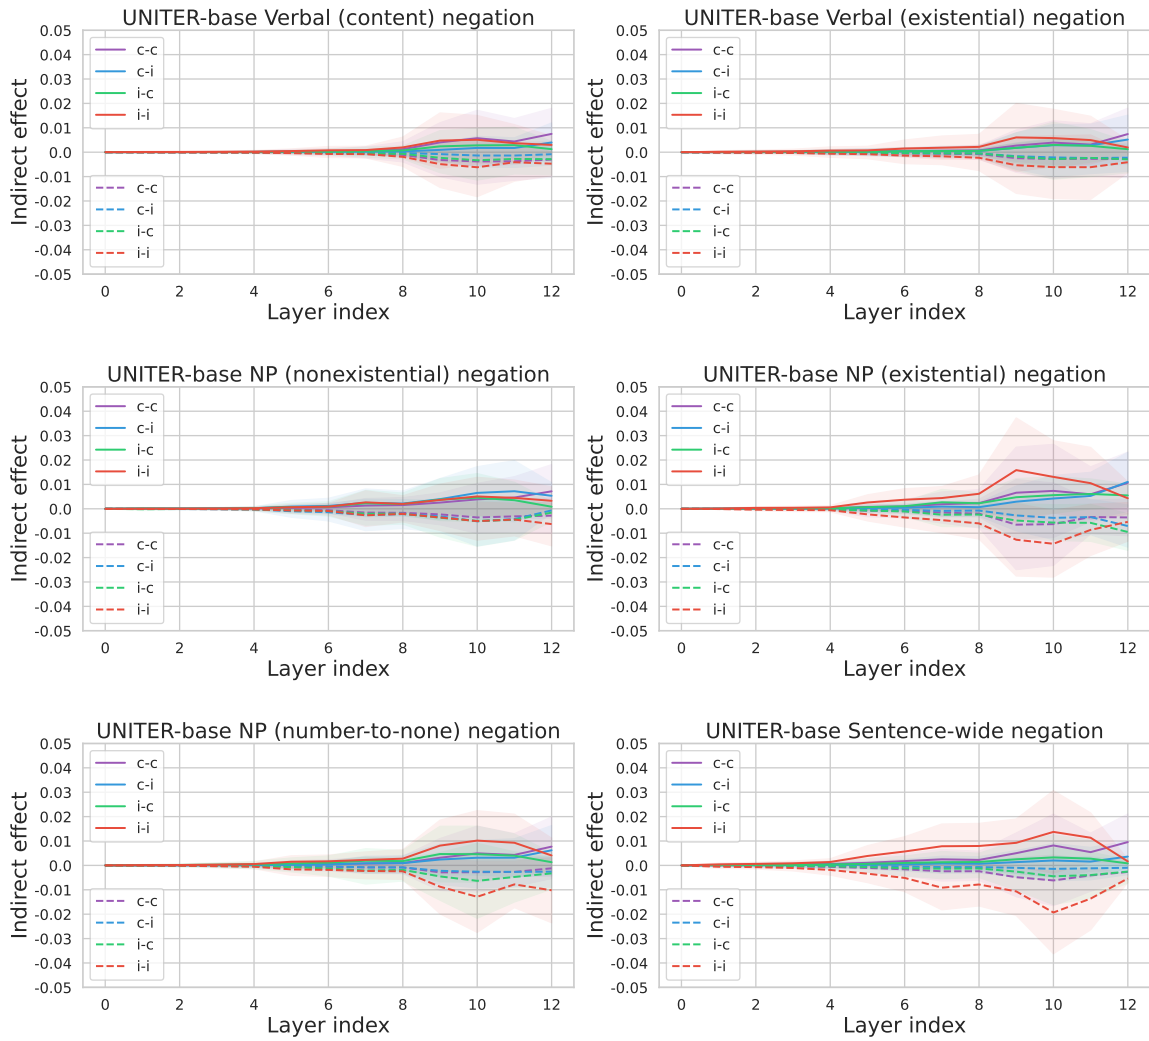 UNITER-base Verbal (content) negation
0.05
0.04
0.03
0.02
0.01
0.0
-0.01
-0.02
-0.03
-0.04
-0.05
Indirect effect
c-c
c-i
i-c
i-i
c-c
c-i
i-c
i-i
0 2 4 6 8 10 12
Layer index
UNITER-base Verbal (existential) negation
0.05
0.04
0.03
0.02
0.01
0.0
-0.01
-0.02
-0.03
-0.04
-0.05
Indirect effect
c-c
c-i
i-c
i-i
c-c
c-i
i-c
i-i
0 2 4 6 8 10 12
Layer index
UNITER-base NP (nonexistential) negation
0.05
0.04
0.03
0.02
0.01
0.0
-0.01
-0.02
-0.03
-0.04
-0.05
Indirect effect
c-c
c-i
i-c
i-i
c-c
c-i
i-c
i-i
0 2 4 6 8 10 12
Layer index
UNITER-base NP (existential) negation
0.05
0.04
0.03
0.02
0.01
0.0
-0.01
-0.02
-0.03
-0.04
-0.05
Indirect effect
c-c
c-i
i-c
i-i
c-c
c-i
i-c
i-i
0 2 4 6 8 10 12
Layer index
UNITER-base NP (number-to-none) negation
0.05
0.04
0.03
0.02
0.01
0.0
-0.01
-0.02
-0.03
-0.04
-0.05
Indirect effect
c-c
c-i
i-c
i-i
c-c
c-i
i-c
i-i
0 2 4 6 8 10 12
Layer index
UNITER-base Sentence-wide negation
0.05
0.04
0.03
0.02
0.01
0.0
-0.01
-0.02
-0.03
-0.04
-0.05
Indirect effect
c-c
c-i
i-c
i-i
c-c
c-i
i-c
i-i
0 2 4 6 8 10 12
Layer index